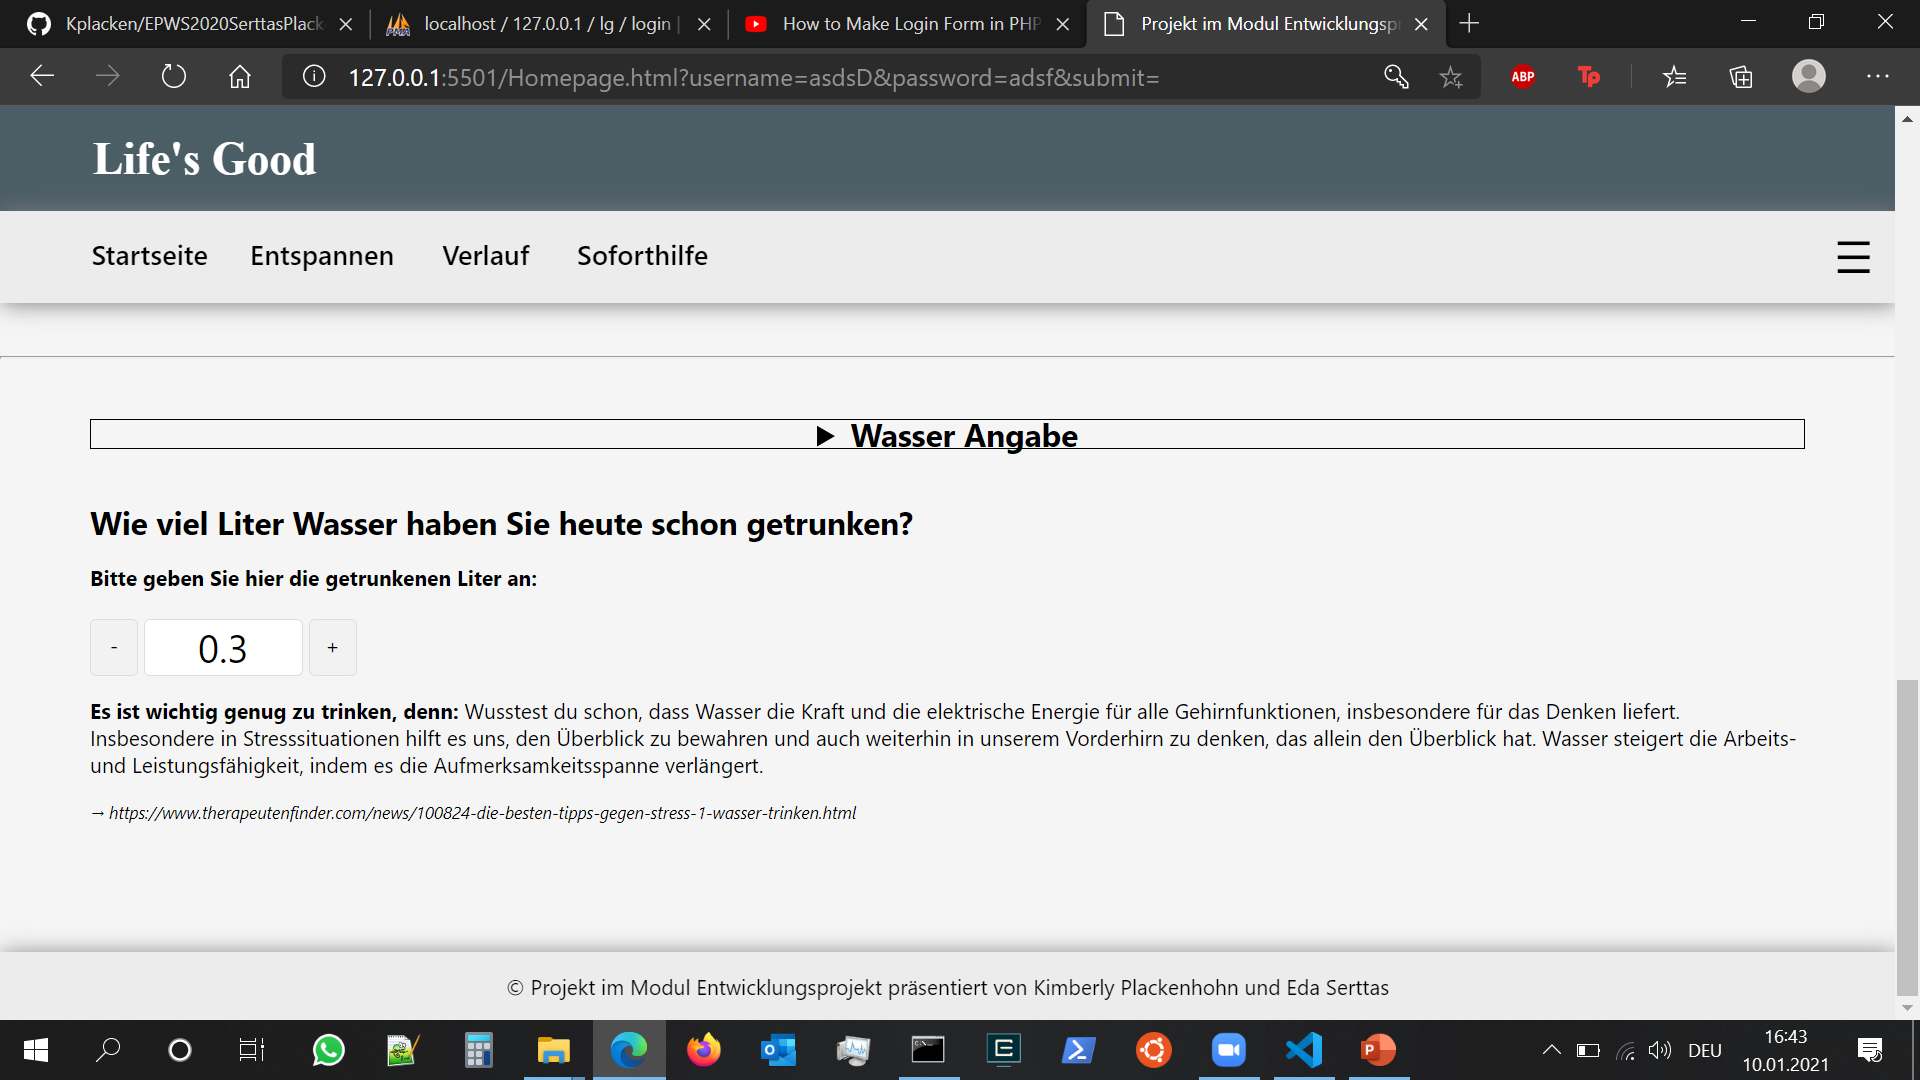 Kplacken/EPWS2020SerttasPlack
localhost / 127.0.0.1 / lg / login |
How to Make Login Form in PHP
Projekt im Modul Entwicklungsp
127.0.0.1:5501/Homepage.html?username=asdsD&password=adsf&submit=
ABP
Tp
Life's Good
Startseite Entspannen Verlauf Soforthilfe
▶ Wasser Angabe
Wie viel Liter Wasser haben Sie heute schon getrunken?
Bitte geben Sie hier die getrunkenen Liter an:
- 0.3 +
Es ist wichtig genug zu trinken, denn: Wusstest du schon, dass Wasser die Kraft und die elektrische Energie für alle Gehirnfunktionen, insbesondere für das Denken liefert.
Insbesondere in Stresssituationen hilft es uns, den Überblick zu bewahren und auch weiterhin in unserem Vorderhirn zu denken, das allein den Überblick hat. Wasser steigert die Arbeits-
und Leistungsfähigkeit, indem es die Aufmerksamkeitsspanne verlängert.
→ https://www.therapeutenfinder.com/news/100824-die-besten-tipps-gegen-stress-1-wasser-trinken.html
© Projekt im Modul Entwicklungsprojekt präsentiert von Kimberly Plackenhohn und Eda Serttas
DEU
16:43
10.01.2021